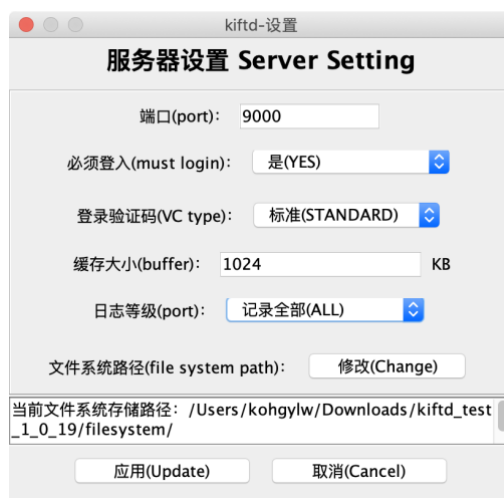 kiftd-设置
服务器设置 Server Setting
端口(port)： 9000
必须登入(must login)： 是(YES)
登录验证码(VC type)： 标准(STANDARD)
缓存大小(buffer)： 1024 KB
日志等级(port)： 记录全部(ALL)
文件系统路径(file system path)： 修改(Change)
当前文件系统存储路径：/Users/kohgylw/Downloads/kiftd_test
_1_0_19/filesystem/
应用(Update) 取消(Cancel)